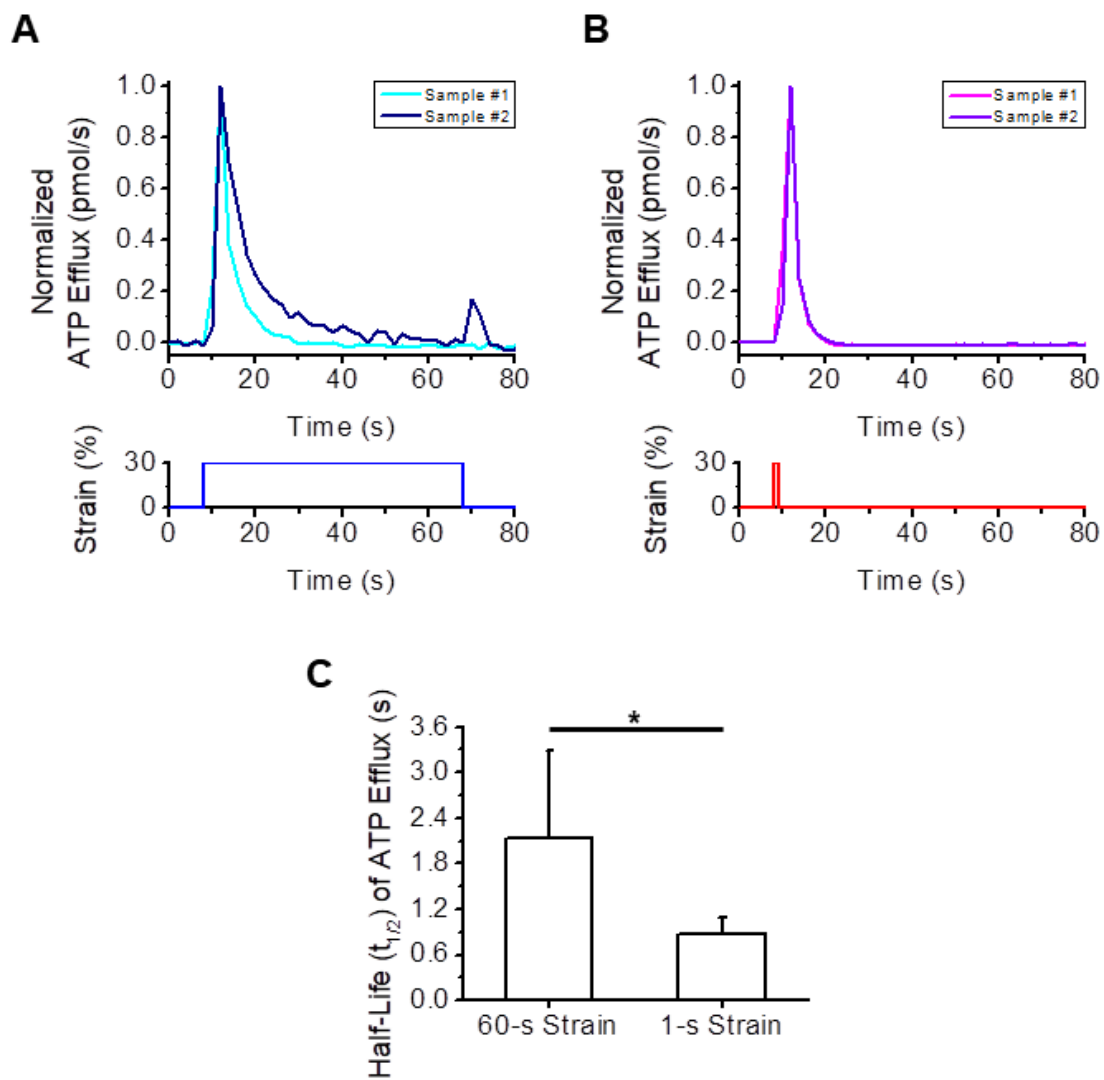 A
Normalized
ATP Efflux (pmol/s)
1.0
0.8
0.6
0.4
0.2
0.0
Sample #1
Sample #2
0 20 40 60 80
Time (s)
Strain (%)
30
0
0 20 40 60 80
Time (s)
B
Normalized
ATP Efflux (pmol/s)
1.0
0.8
0.6
0.4
0.2
0.0
Sample #1
Sample #2
0 20 40 60 80
Time (s)
Strain (%)
30
0
0 20 40 60 80
Time (s)
C
Half-Life (t1/2) of ATP Efflux (s)
3.6
3.0
2.4
1.8
1.2
0.6
0.0
*
60-s Strain 1-s Strain